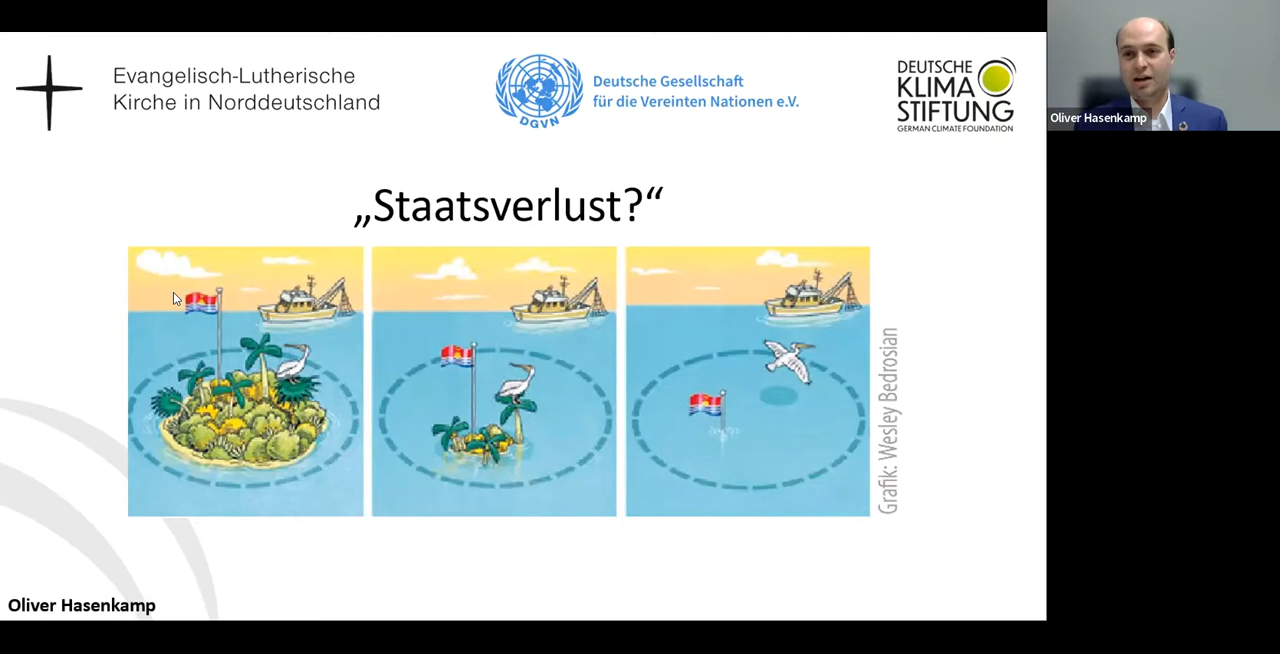 Evangelisch-Lutherische
Kirche in Norddeutschland
DGVN
Deutsche Gesellschaft
für die Vereinten Nationen e.V.
DEUTSCHE
KLIMA
STIFTUNG
GERMAN CLIMATE FOUNDATION
Oliver Hasenkamp
„Staatsverlust?“
Grafik: Wesley Bedrosian
Oliver Hasenkamp